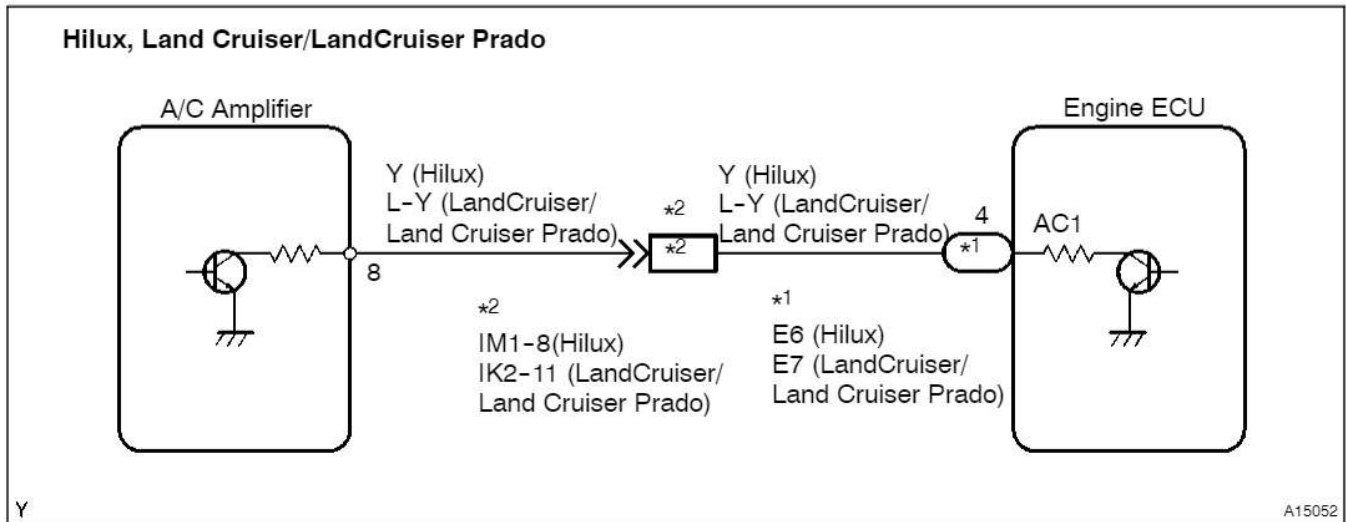 Hilux, Land Cruiser/LandCruiser Prado
A/C Amplifier
Engine ECU
Y (Hilux)
L-Y (LandCruiser/
Land Cruiser Prado)
8
*2
*2
Y (Hilux)
L-Y (LandCruiser/
Land Cruiser Prado)
4
*1
AC1
*2
IM1-8(Hilux)
IK2-11 (LandCruiser/
Land Cruiser Prado)
*1
E6 (Hilux)
E7 (LandCruiser/
Land Cruiser Prado)
Y
A15052